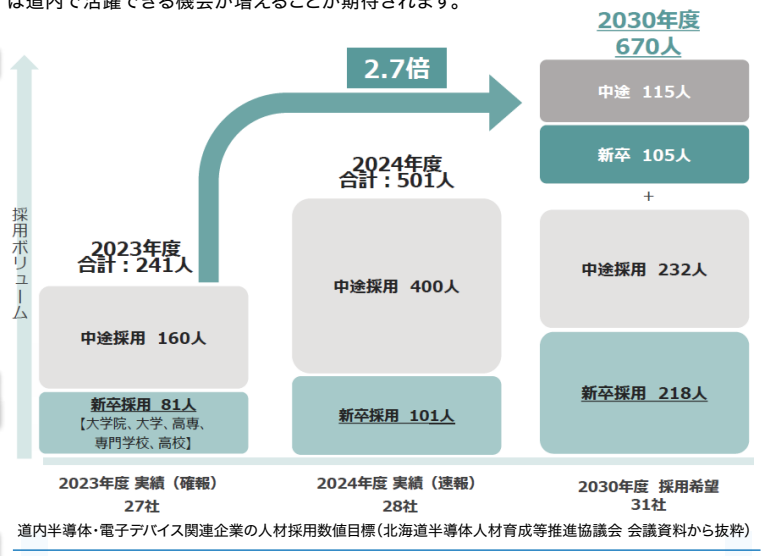 は道内で活躍できる機会が増えることが期待されます。
2030年度
670人
2.7倍
中途 115人
新卒 105人
+
2024年度
合計：501人
採用ボリューム
2023年度
合計：241人
中途採用 232人
中途採用 400人
中途採用 160人
新卒採用 218人
新卒採用 81人
【大学院、大学、高専、
専門学校、高校】
新卒採用 101人
2023年度 実績（確報）
27社
2024年度 実績（速報）
28社
2030年度 採用希望
31社
道内半導体・電子デバイス関連企業の人材採用数値目標（北海道半導体人材育成等推進協議会 会議資料から抜粋）